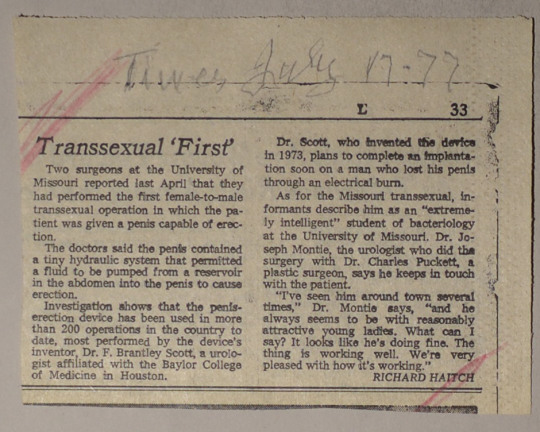 Times July 17-77
E 33
Transsexual 'First'
Two surgeons at the University of
Missouri reported last April that they
had performed the first female-to-male
transsexual operation in which the pa-
tient was given a penis capable of erec-
tion.
The doctors said the penis contained
a tiny hydraulic system that permitted
a fluid to be pumped from a reservoir
in the abdomen into the penis to cause
erection.
Investigation shows that the penis-
erection device has been used in more
than 200 operations in the country to
date, most performed by the device's
inventor, Dr. F. Brantley Scott, a urolo-
gist affiliated with the Baylor College
of Medicine in Houston.
Dr. Scott, who invented the device
in 1973, plans to complete an implanta-
tion soon on a man who lost his penis
through an electrical burn.
As for the Missouri transsexual, in-
formants describe him as an "extreme-
ly intelligent" student of bacteriology
at the University of Missouri. Dr. Jo-
seph Montie, the urologist who did the
surgery with Dr. Charles Puckett, a
plastic surgeon, says he keeps in touch
with the patient.
"I've seen him around town several
times," Dr. Montie says, "and he
always seems to be with reasonably
attractive young ladies. What can I
say? It looks like he's doing fine. The
thing is working well. We're very
pleased with how it's working."
RICHARD HAITCH